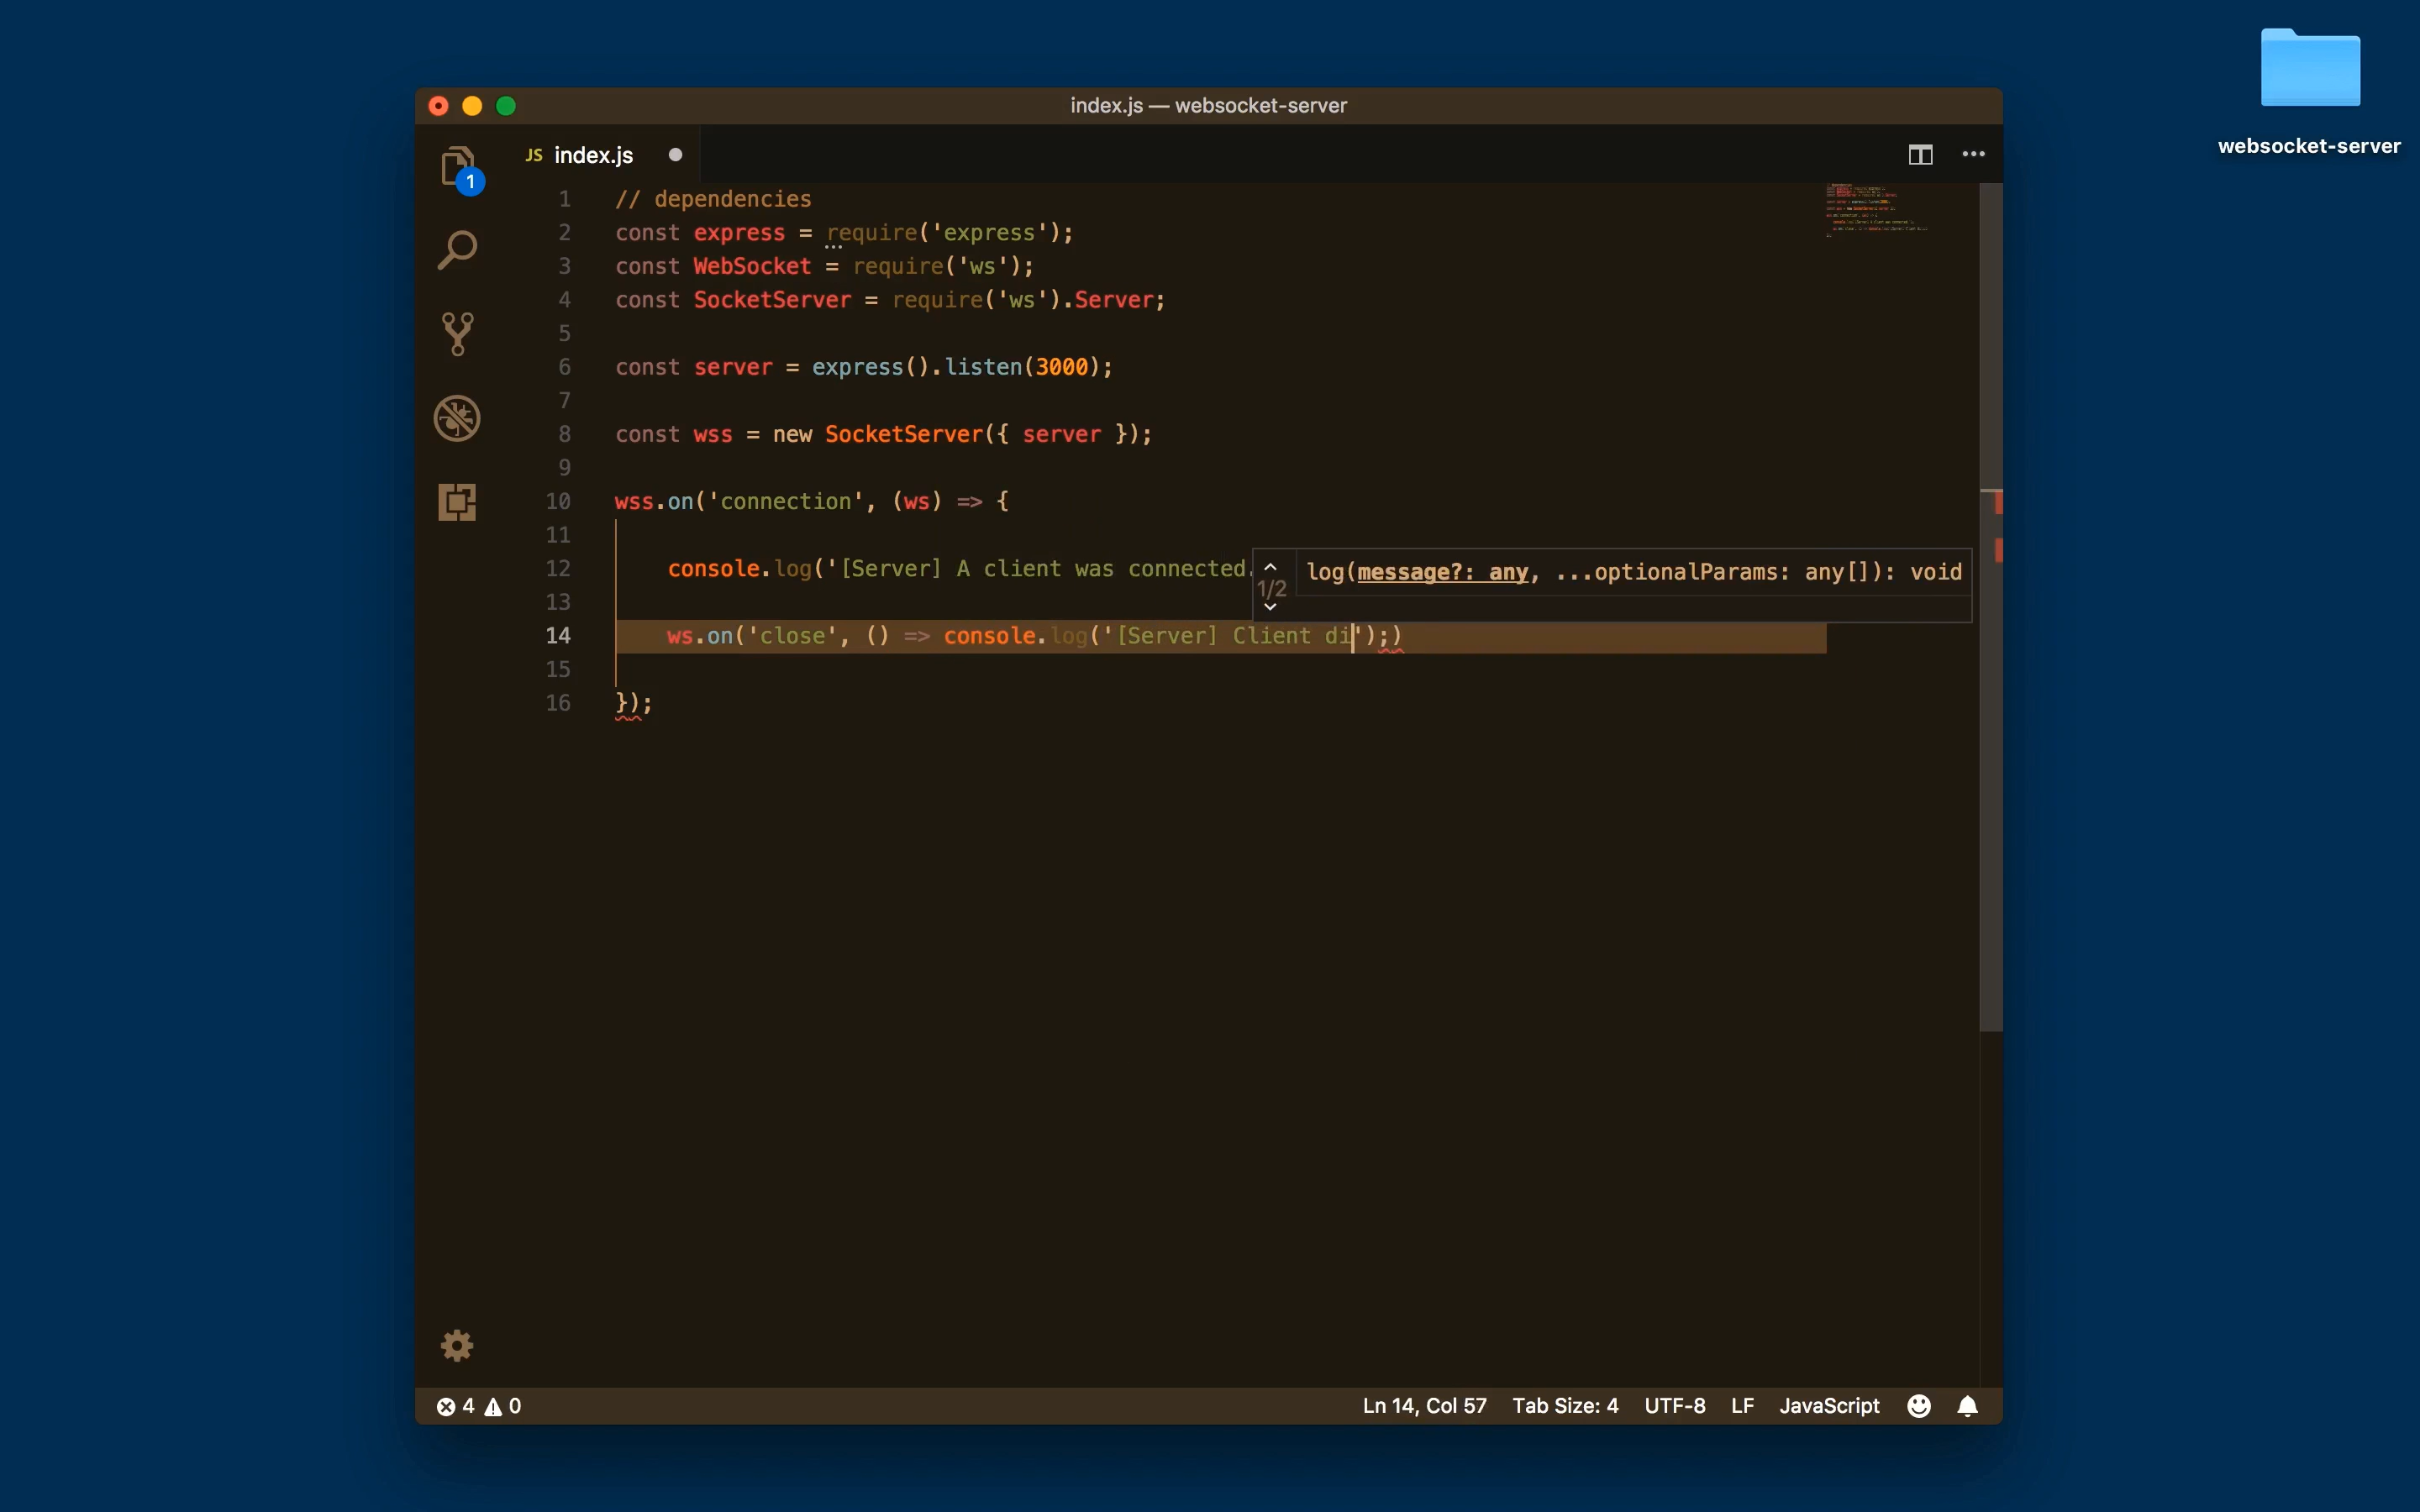 index.js — websocket-server
websocket-server
1
JS index.js
1 // dependencies
2 const express = require('express');
3 const WebSocket = require('ws');
4 const SocketServer = require('ws').Server;
5
6 const server = express().listen(3000);
7
8 const wss = new SocketServer({ server });
9
10 wss.on('connection', (ws) => {
11
12 console.log('[Server] A client was connected.
1/2 log(message?: any, ...optionalParams: any[]): void
13
14 ws.on('close', () => console.log('[Server] Client di');)
15
16 });
4 0 Ln 14, Col 57 Tab Size: 4 UTF-8 LF JavaScript